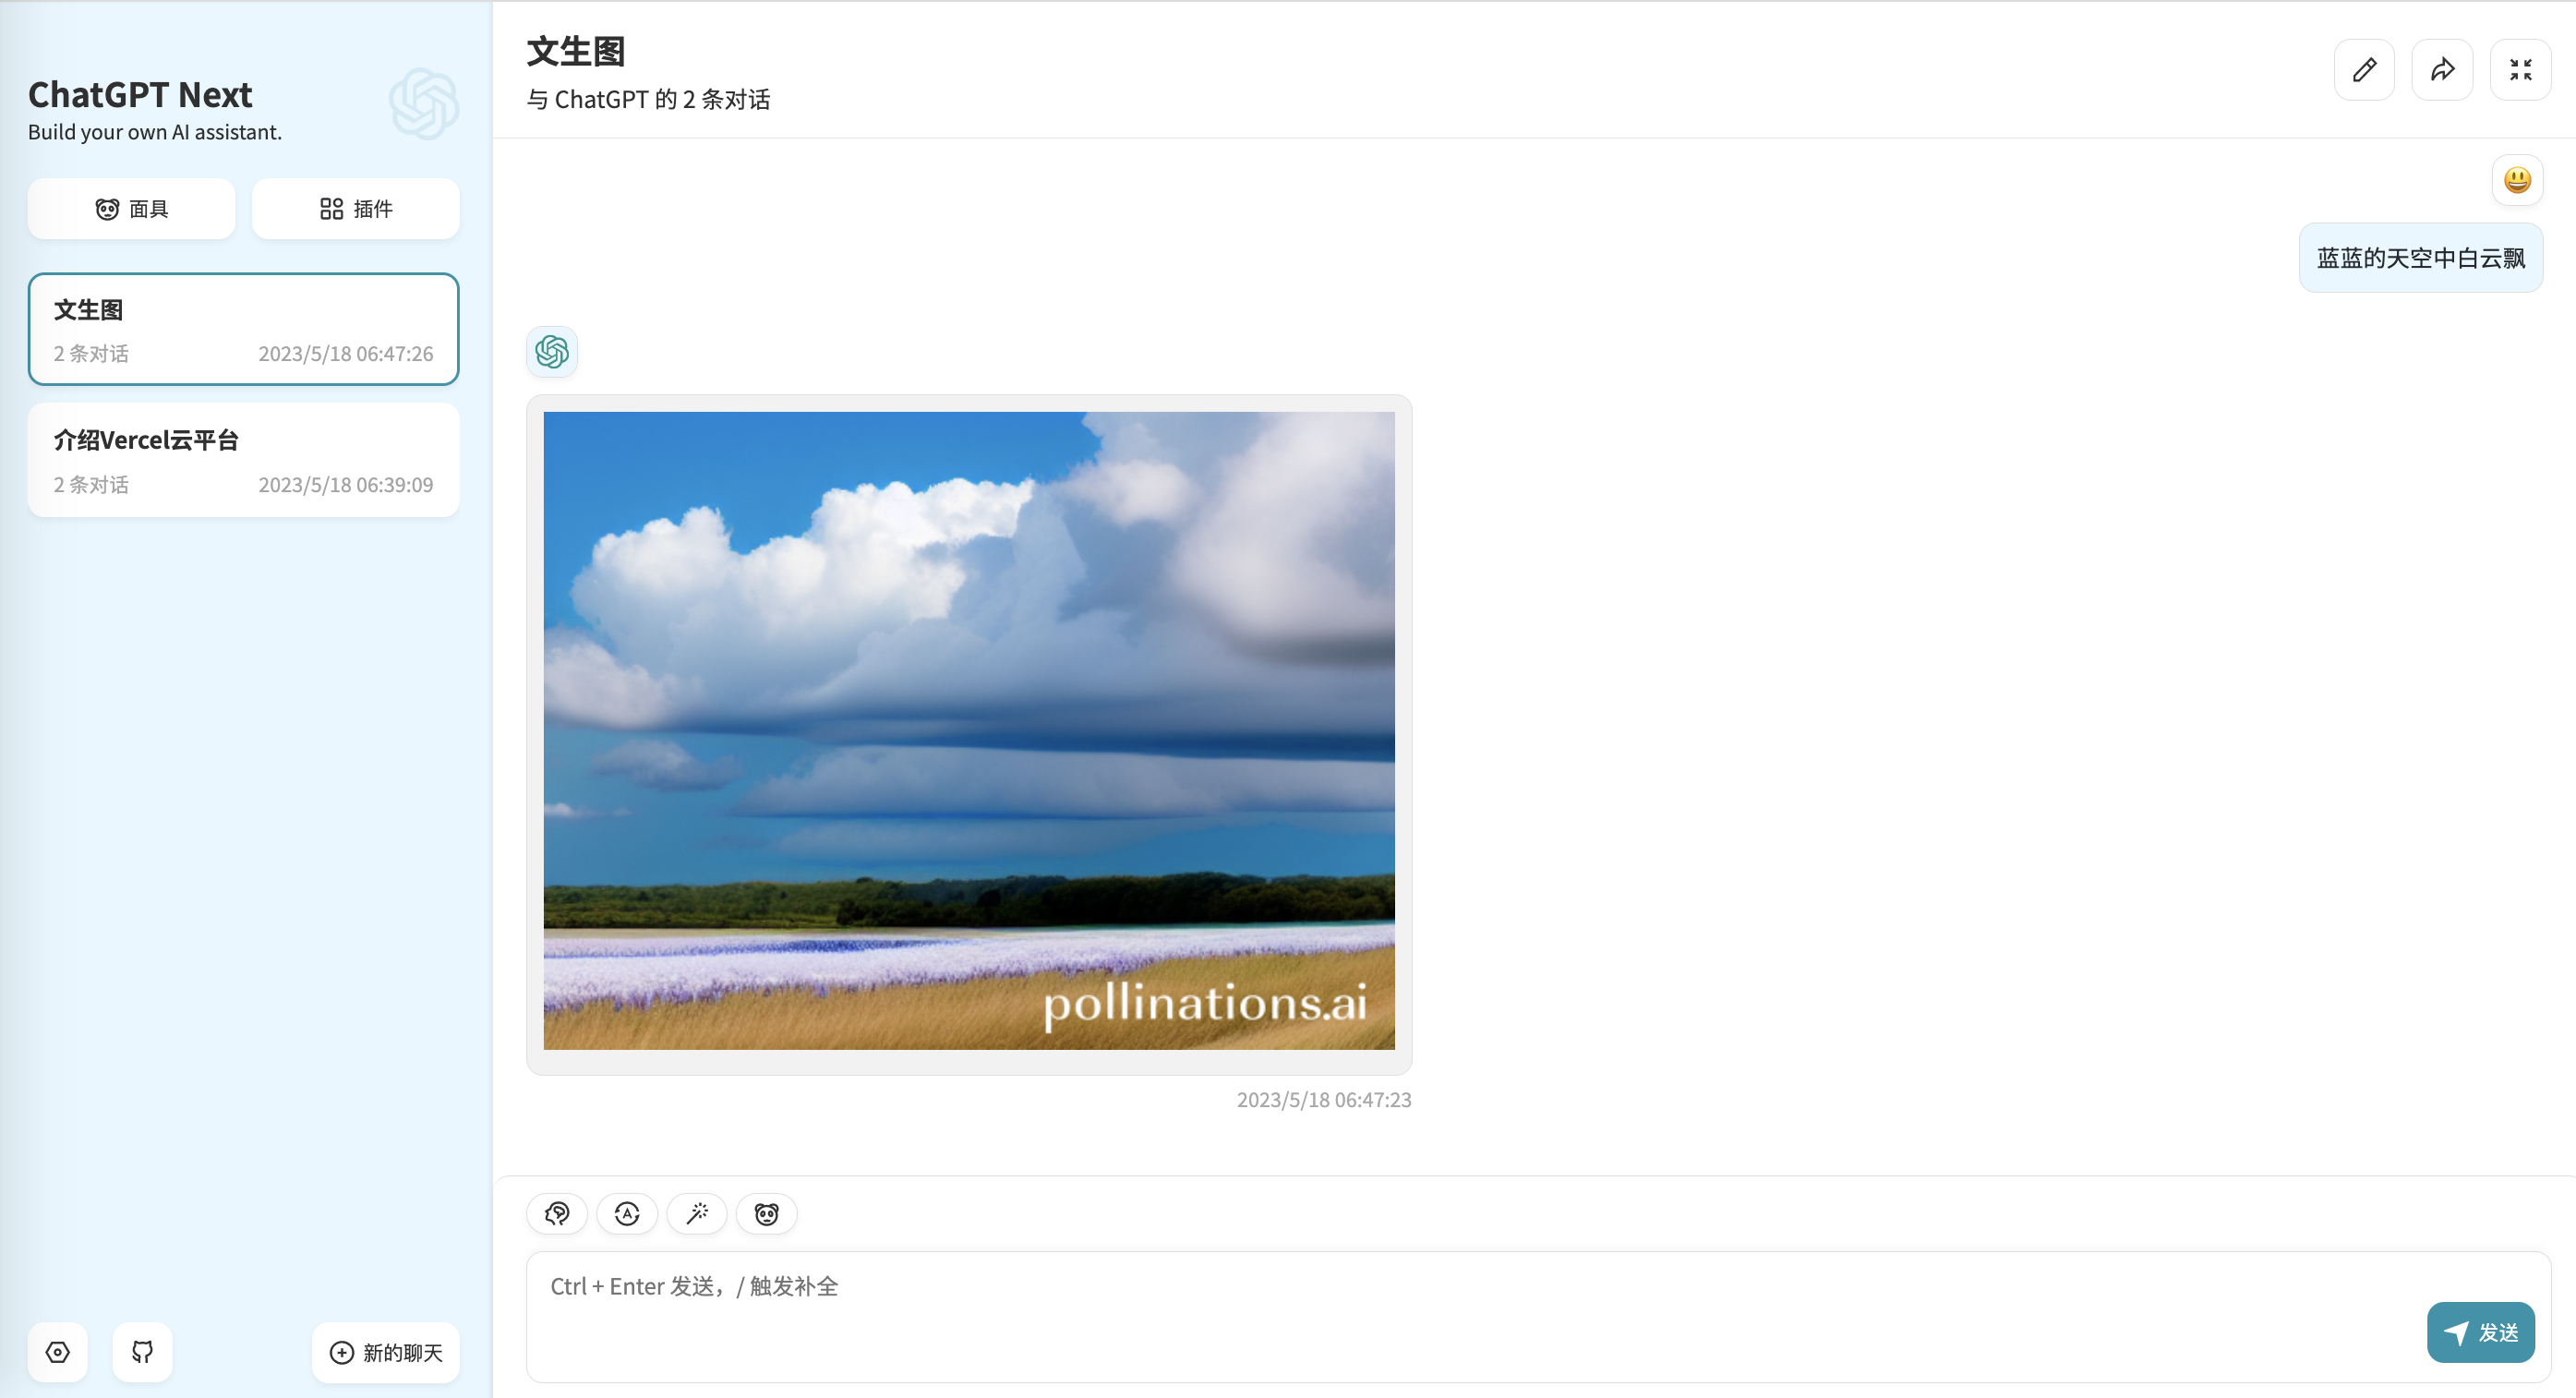 ChatGPT Next
Build your own AI assistant.
面具
插件
文生图
2 条对话
2023/5/18 06:47:26
介绍Vercel云平台
2 条对话
2023/5/18 06:39:09
新的聊天
文生图
与 ChatGPT 的 2 条对话
蓝蓝的天空中白云飘
pollinations.ai
2023/5/18 06:47:23
Ctrl + Enter 发送，/ 触发补全
发送